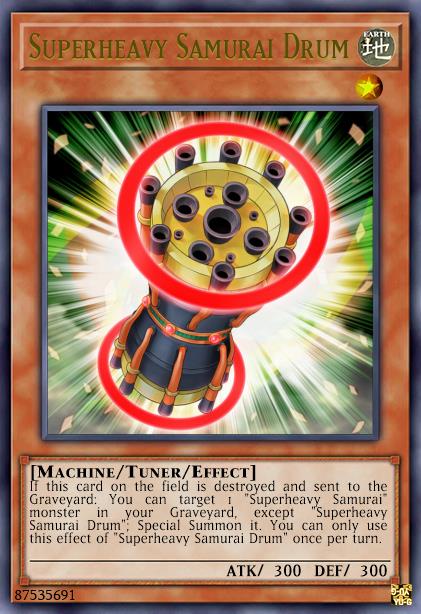 Superheavy Samurai Drum
EARTH
地
[Machine/Tuner/Effect]
If this card on the field is destroyed and sent to the
Graveyard: You can target 1 "Superheavy Samurai"
monster in your Graveyard, except "Superheavy
Samurai Drum"; Special Summon it. You can only use
this effect of "Superheavy Samurai Drum" once per turn.
ATK/ 300 DEF/ 300
87535691